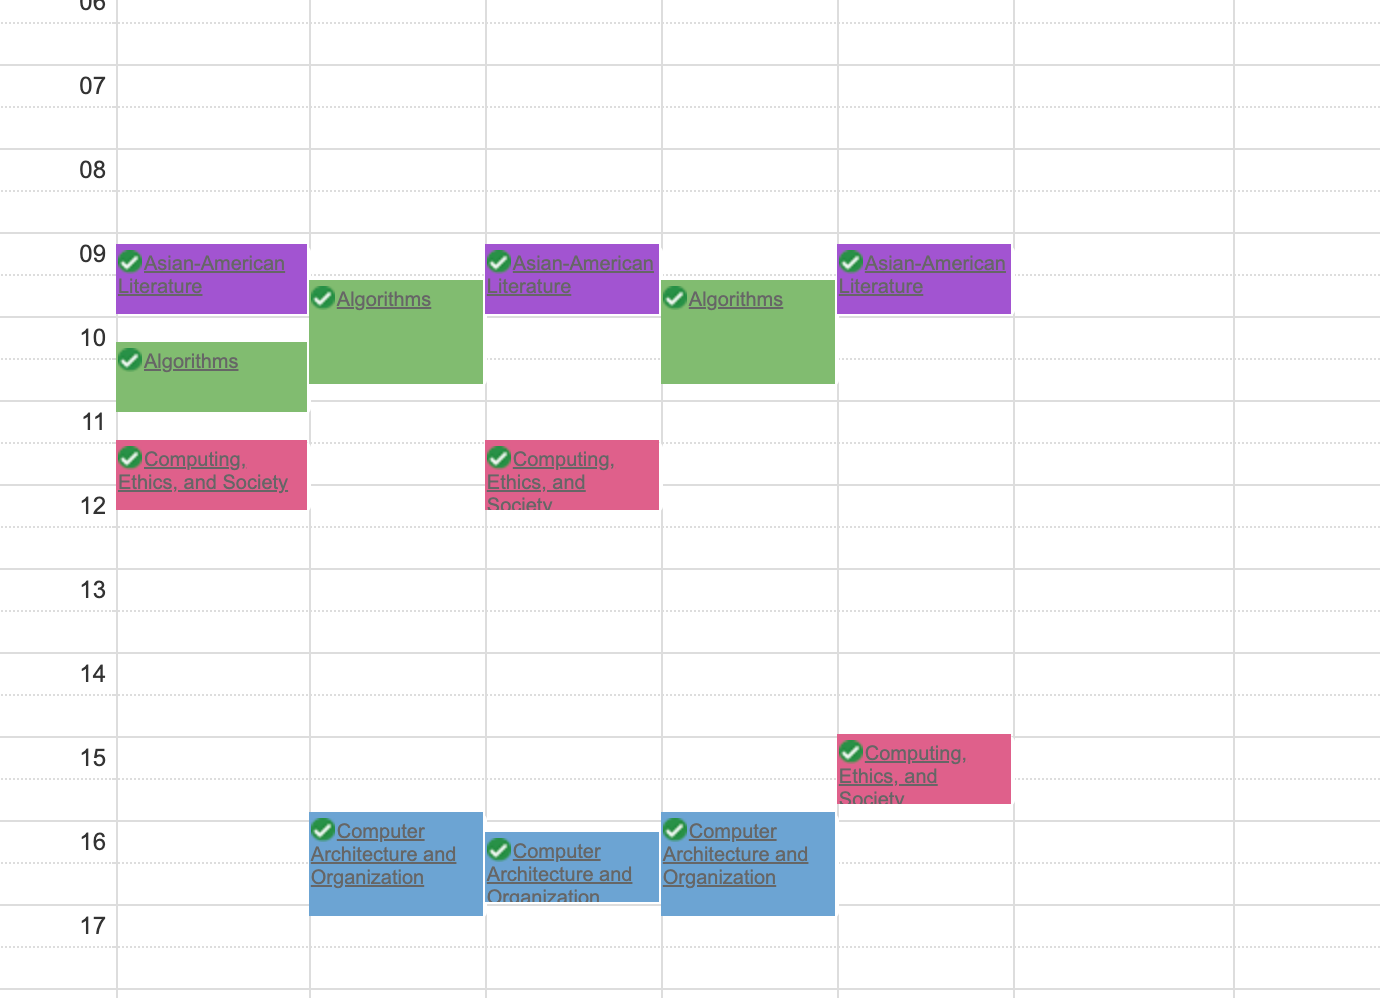 06
07
08
09
Asian-American
Literature
Asian-American
Literature
Asian-American
Literature
Algorithms
Algorithms
10
Algorithms
11
Computing,
Ethics, and Society
Computing,
Ethics, and
Society
12
13
14
15
Computing,
Ethics, and
Society
16
Computer
Architecture and
Organization
Computer
Architecture and
Organization
Computer
Architecture and
Organization
17